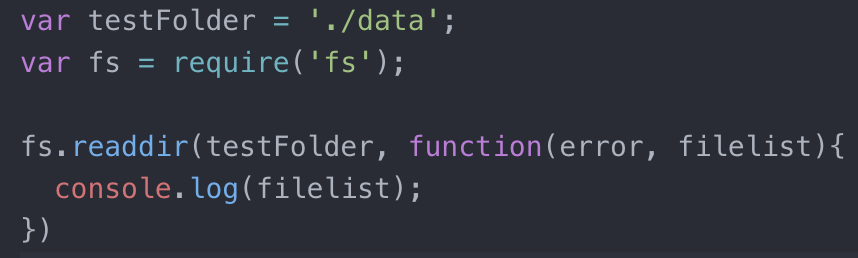 var testFolder = './data';
var fs = require('fs');

fs.readdir(testFolder, function(error, filelist){
  console.log(filelist);
})